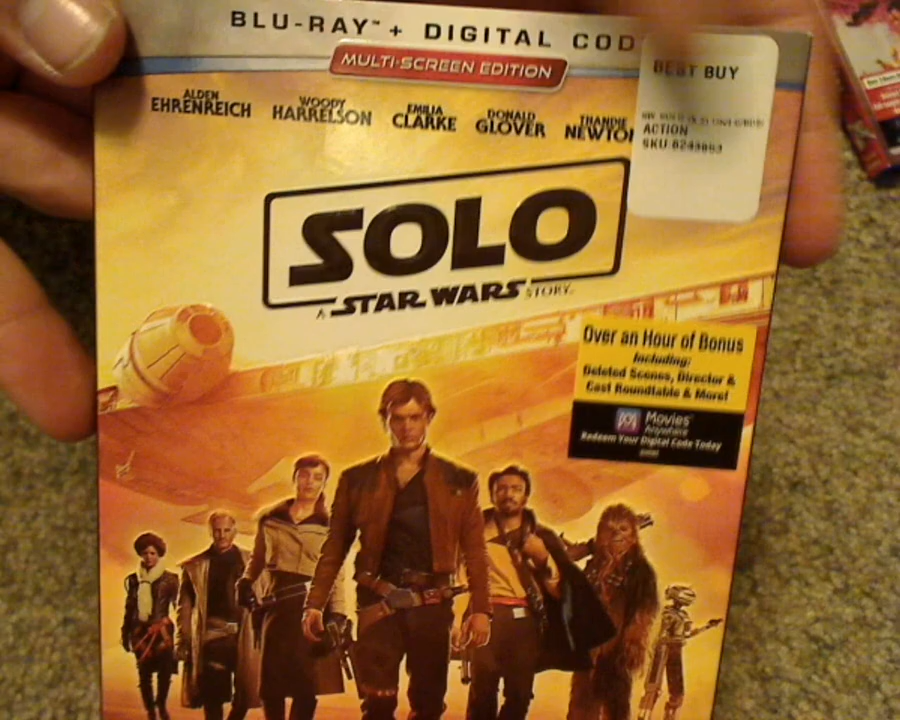 BLU-RAY™ + DIGITAL COD
MULTI-SCREEN EDITION
BEST BUY
ACTION
ALDEN EHRENREICH
WOODY HARRELSON
EMILIA CLARKE
DONALD GLOVER
THANDIE NEWTON
SOLO
A STAR WARS STORY
Over an Hour of Bonus
Including:
Deleted Scenes, Director &
Cast Roundtable & More!
Movies
Anywhere
Redeem Your Digital Code Today